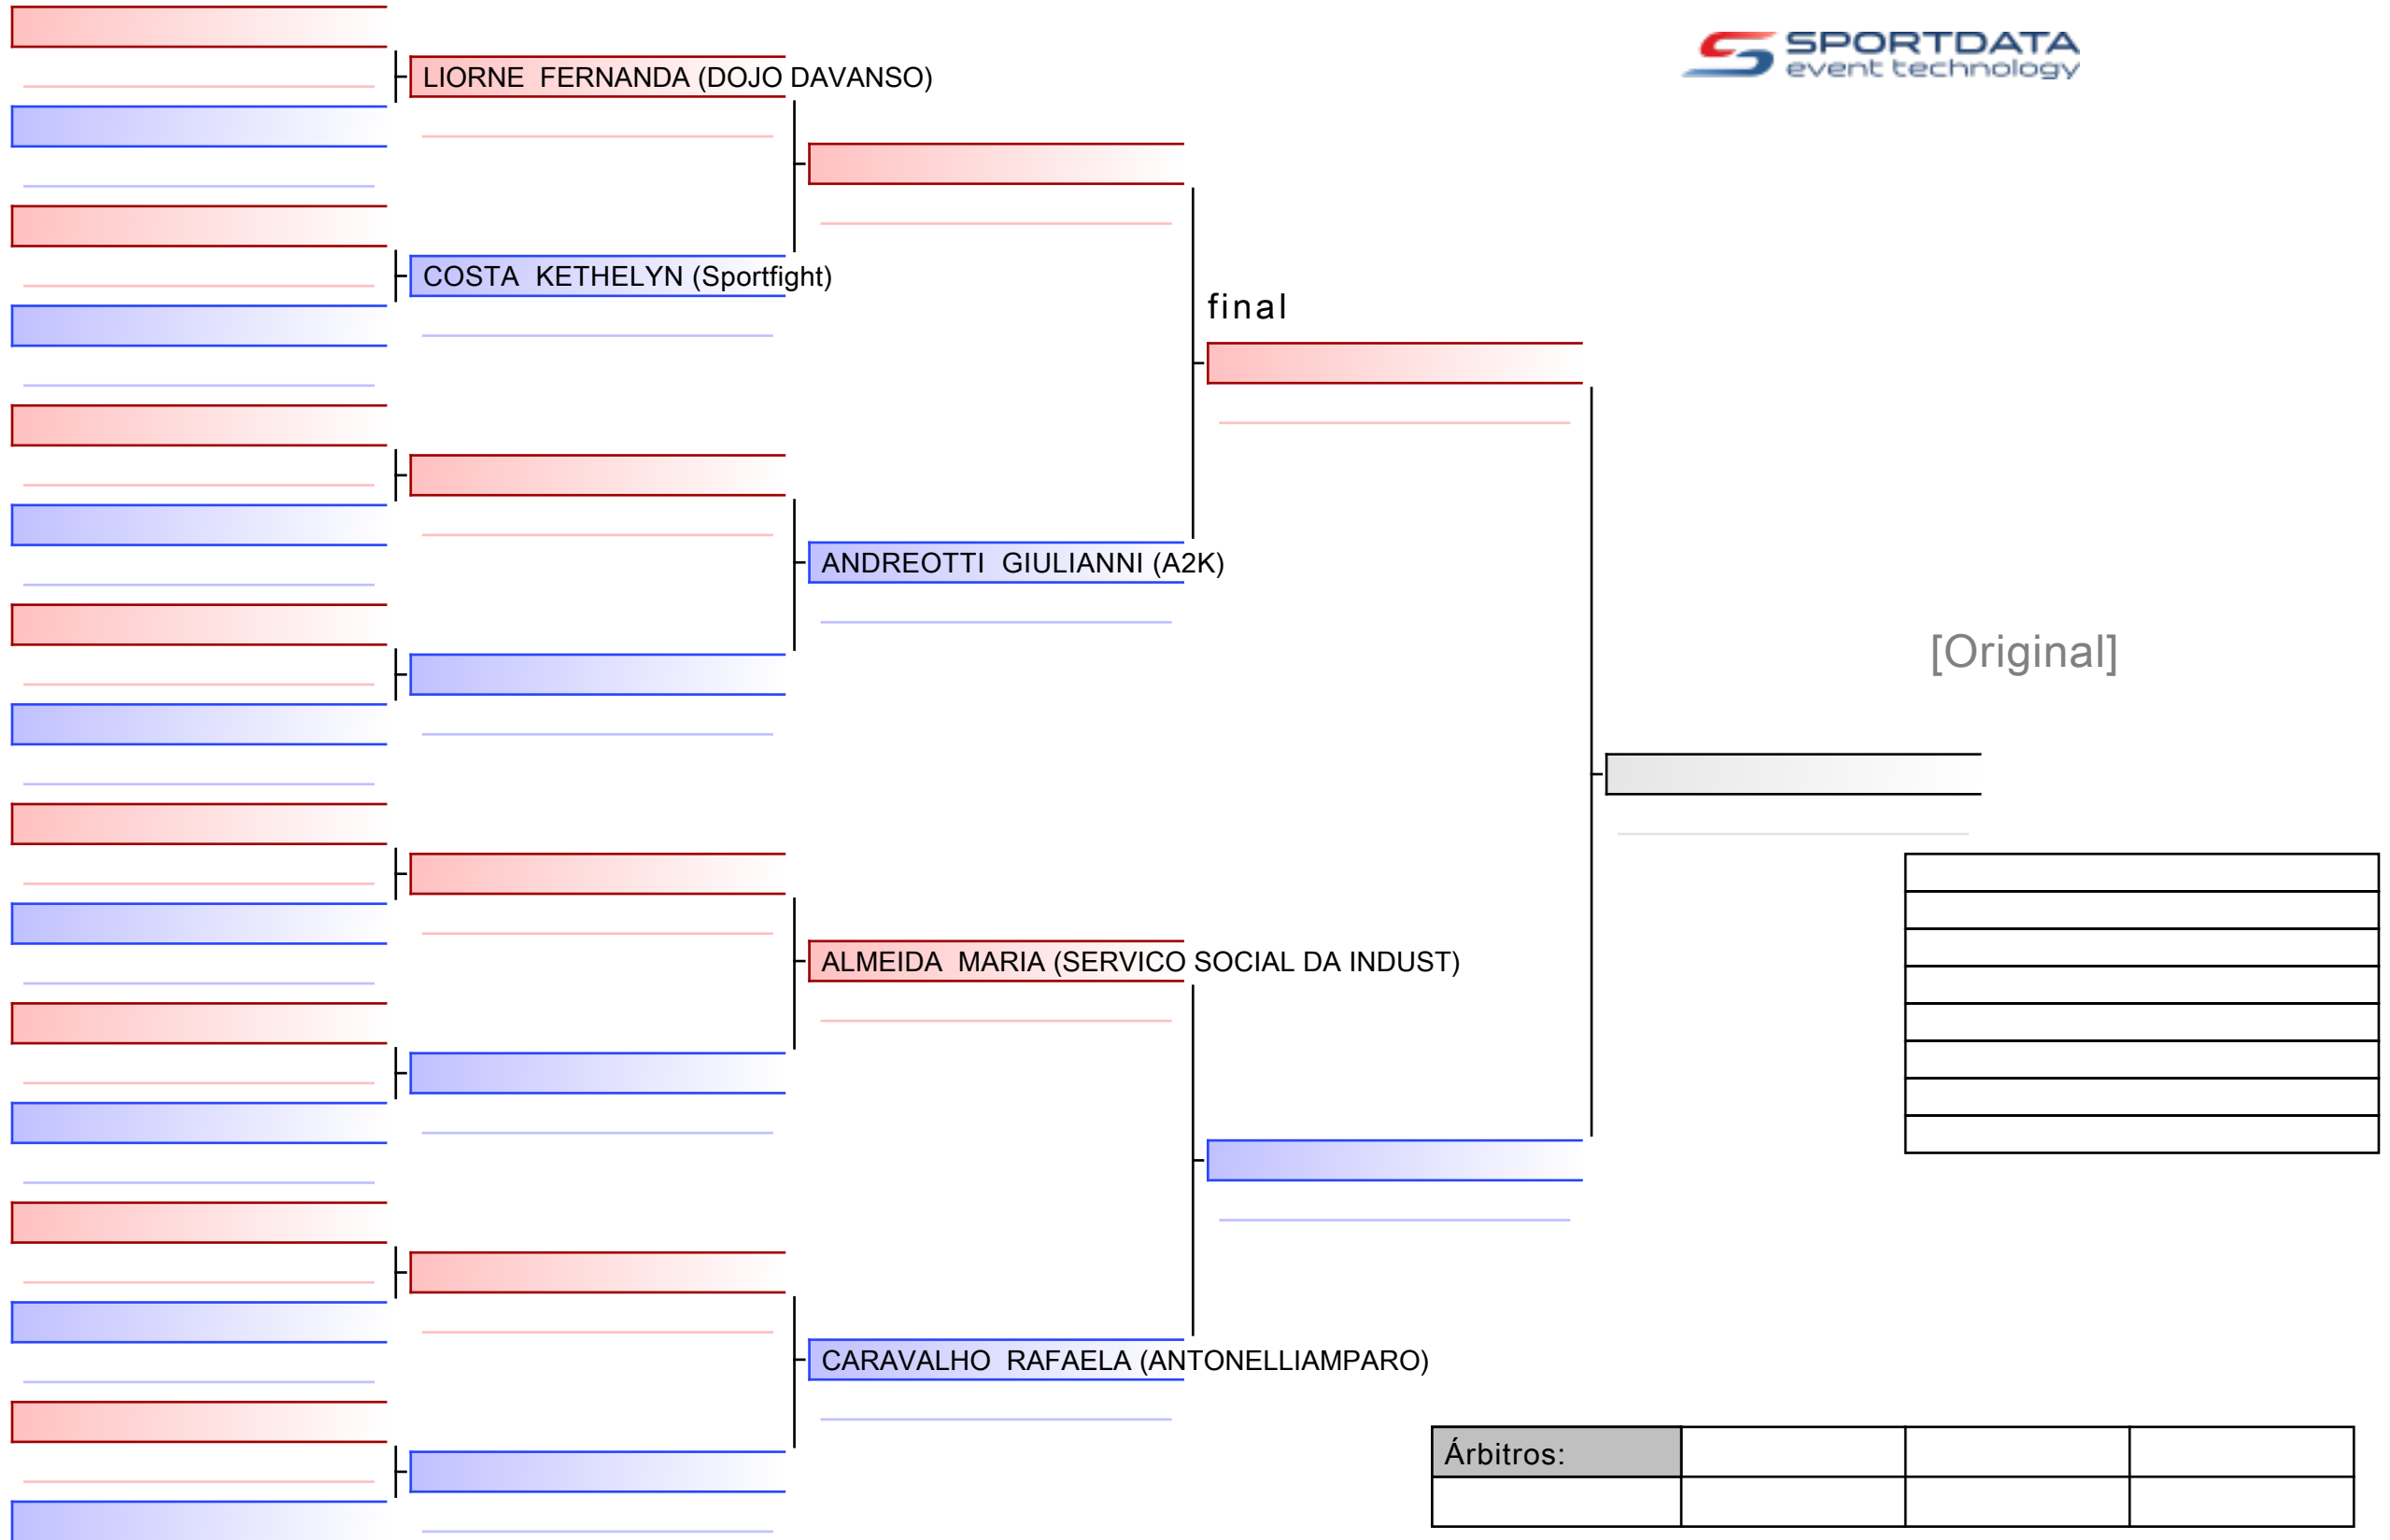 SPORTDATA
event technology
LIORNE FERNANDA (DOJO DAVANSO)
COSTA KETHELYN (Sportfight)
final
ANDREOTTI GIULIANNI (A2K)
[Original]
ALMEIDA MARIA (SERVICO SOCIAL DA INDUST)
CARAVALHO RAFAELA (ANTONELLIAMPARO)
Árbitros: